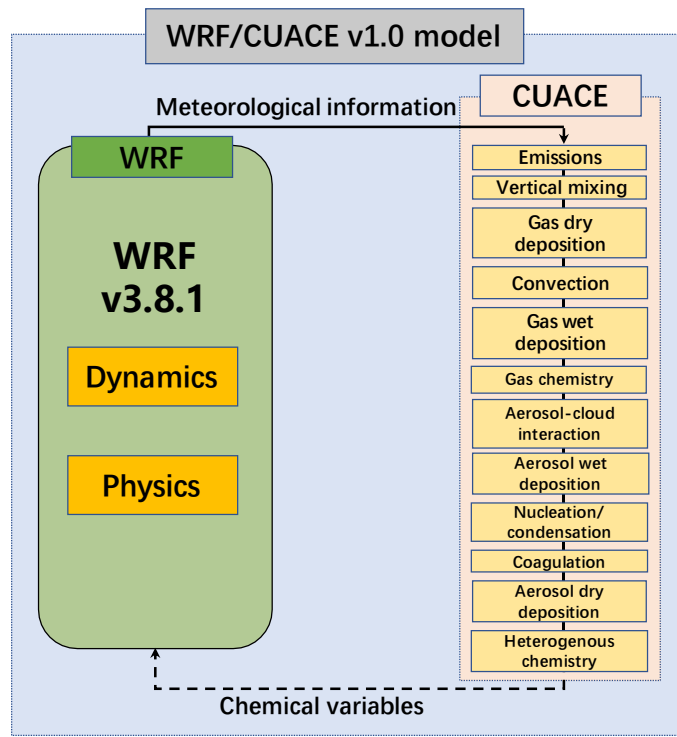 WRF/CUACE v1.0 model
Meteorological information
CUACE
WRF
WRF
v3.8.1
Dynamics
Physics
Emissions
Vertical mixing
Gas dry
deposition
Convection
Gas wet
deposition
Gas chemistry
Aerosol-cloud
interaction
Aerosol wet
deposition
Nucleation/
condensation
Coagulation
Aerosol dry
deposition
Heterogenous
chemistry
Chemical variables